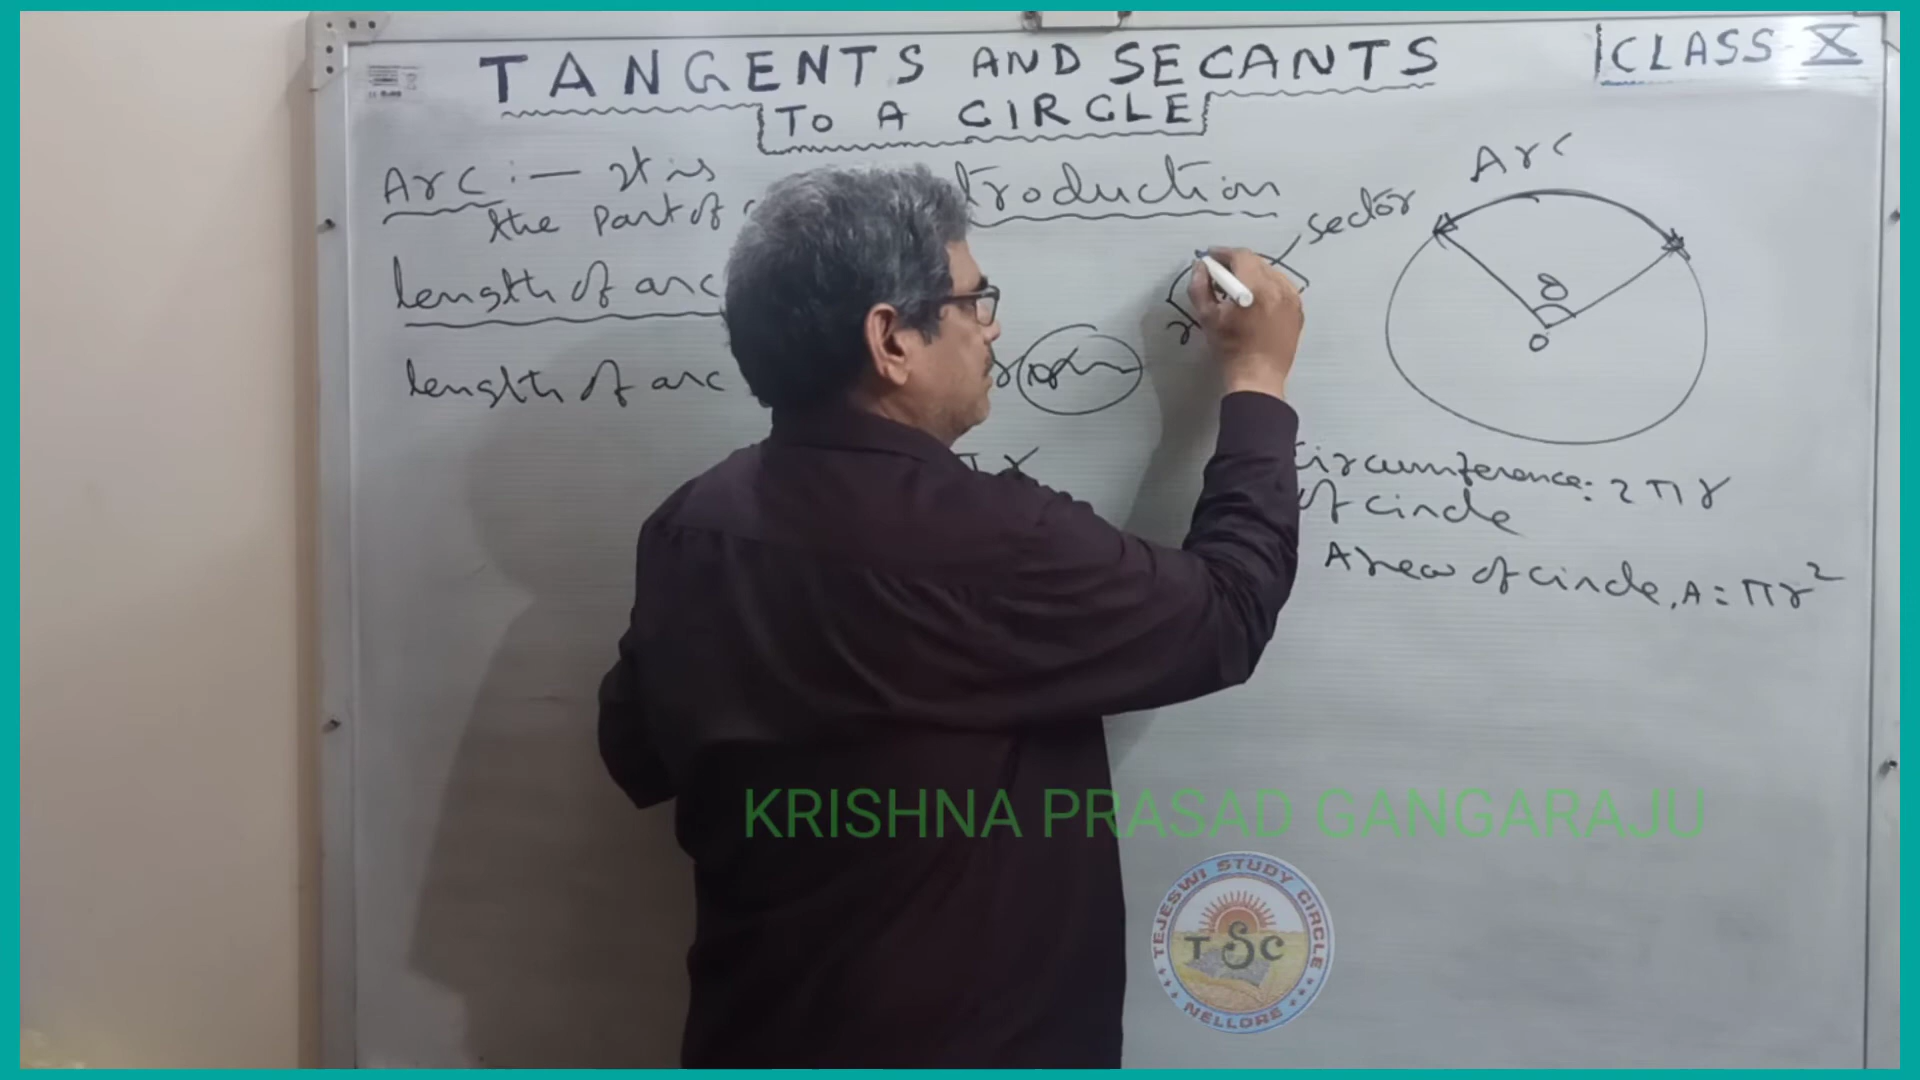 TANGENTS AND SECANTS
TO A CIRCLE
CLASS X
Arc :- It is
the part of
Introduction
length of arc
length of arc
sector
r
Arc
θ
O
π r
Circumference: 2πr
of circle
Area of circle, A = πr²
KRISHNA PRASAD GANGARAJU
TEJESWI STUDY CIRCLE
TSC
NELLORE